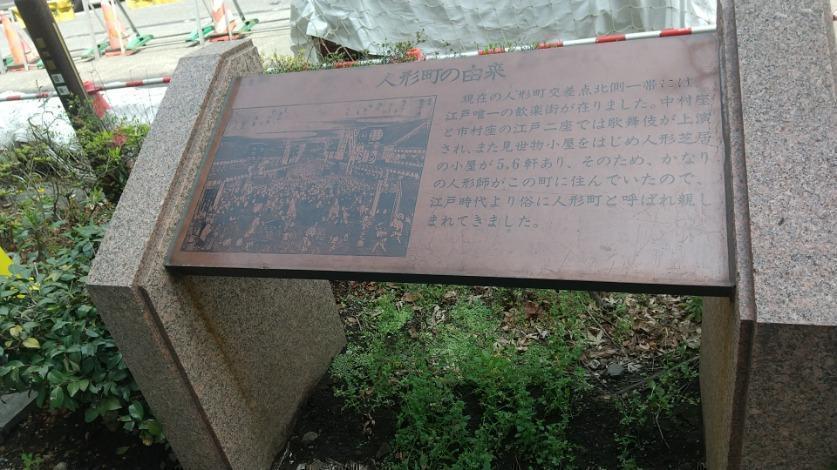 人形町の由来
現在の人形町交差点北側一帯には、
江戸唯一の歓楽街が在りました。中村座
と市村座の江戸二座では歌舞伎が上演
され、また見世物小屋をはじめ人形芝居
の小屋が5,6軒あり、そのため、かなり
の人形師がこの町に住んでいたので、
江戸時代より俗に人形町と呼ばれ親し
まれてきました。